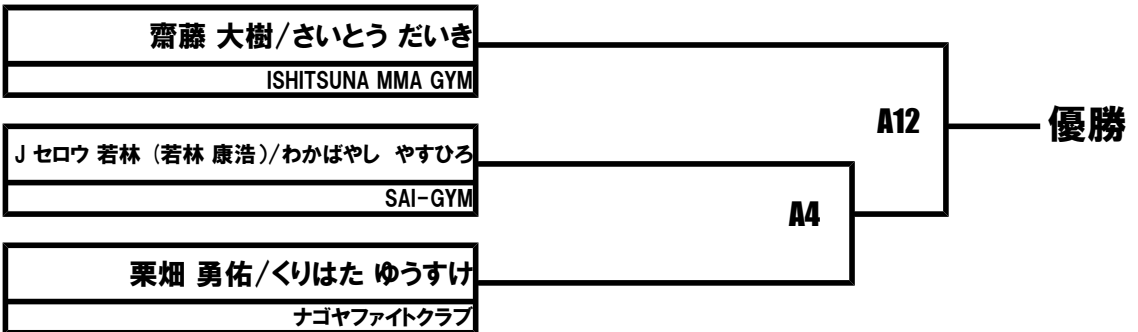 齋藤 大樹/さいとう だいき
ISHITSUNA MMA GYM
J セロウ 若林 (若林 康浩)/わかばやし　やすひろ
SAI-GYM
栗畑 勇佑/くりはた ゆうすけ
ナゴヤファイトクラブ
A12
A4
優勝